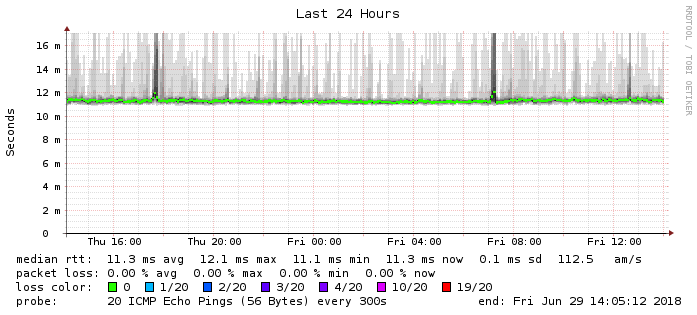 Last 24 Hours
RRDTOOL / TOBI OETIKER
Seconds
16 m
14 m
12 m
10 m
8 m
6 m
4 m
2 m
0
Thu 16:00 Thu 20:00 Fri 00:00 Fri 04:00 Fri 08:00 Fri 12:00
median rtt: 11.3 ms avg 12.1 ms max 11.1 ms min 11.3 ms now 0.1 ms sd 112.5 am/s
packet loss: 0.00 % avg 0.00 % max 0.00 % min 0.00 % now
loss color: 0 1/20 2/20 3/20 4/20 10/20 19/20
probe: 20 ICMP Echo Pings (56 Bytes) every 300s end: Fri Jun 29 14:05:12 2018